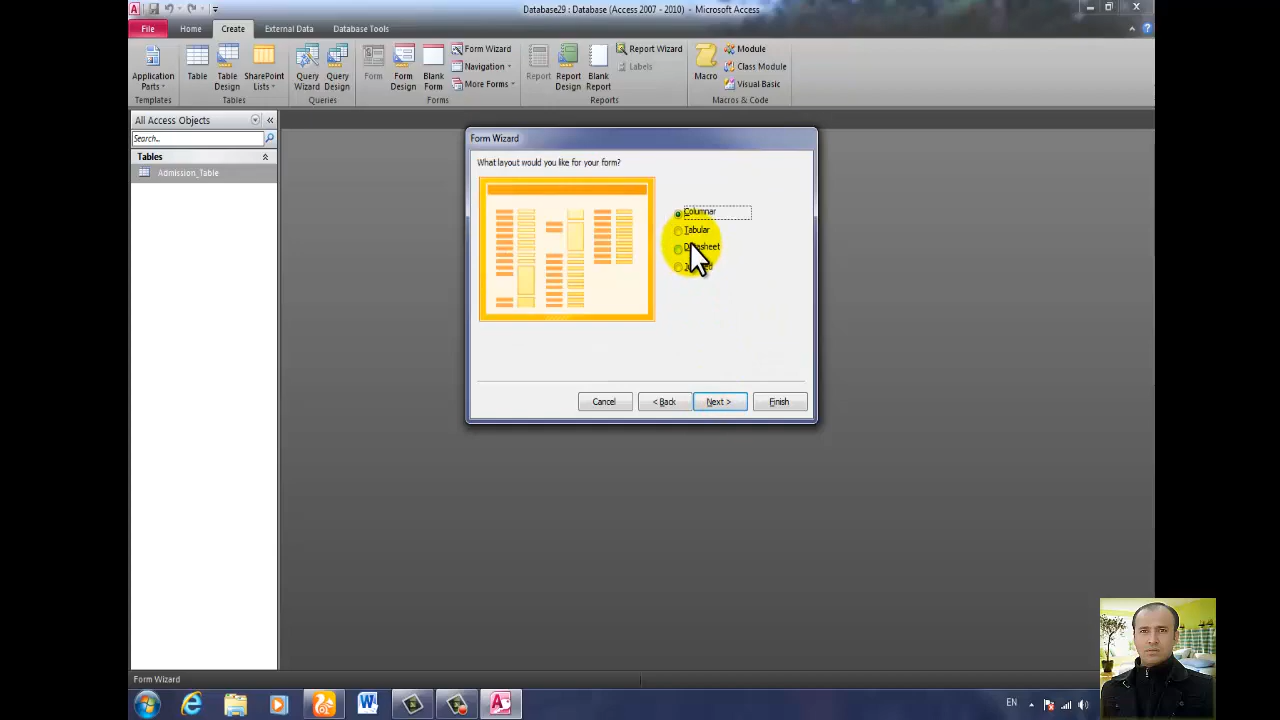 Database29 : Database (Access 2007 - 2010) - Microsoft Access
File Home Create External Data Database Tools
Application Parts
Table
Table Design
SharePoint Lists
Query Wizard
Query Design
Form
Form Design
Blank Form
Form Wizard
Navigation
More Forms
Report
Report Design
Blank Report
Report Wizard
Labels
Macro
Module
Class Module
Visual Basic
Templates Tables Queries Forms Reports Macros & Code
All Access Objects
Search...
Tables
Admission_Table
Form Wizard
What layout would you like for your form?
Columnar
Tabular
Cancel < Back Next > Finish
Form Wizard
EN